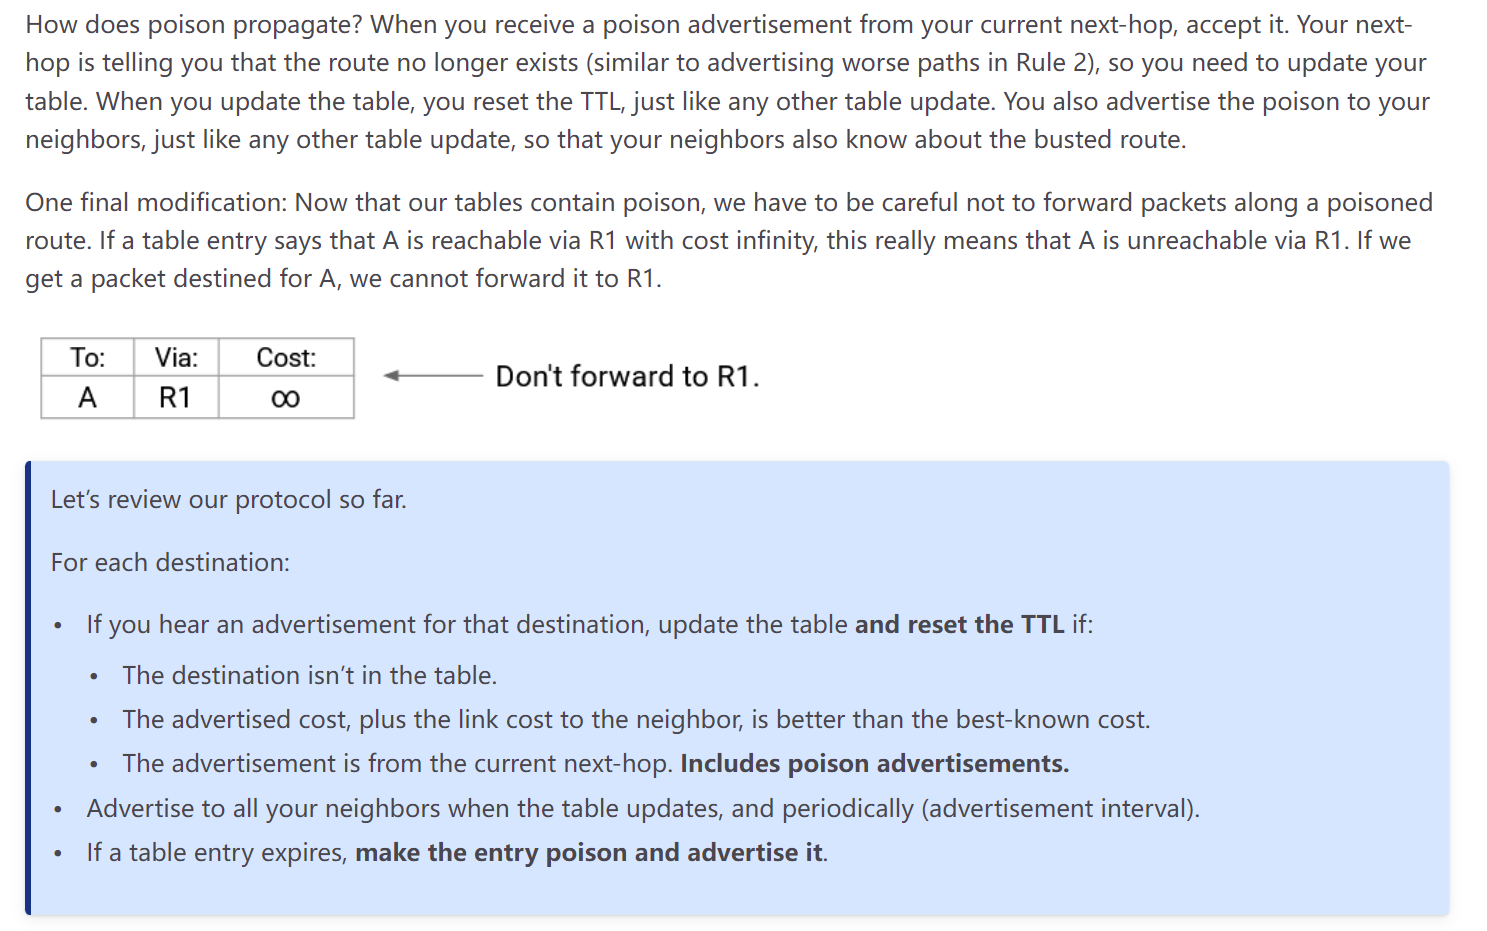 How does poison propagate? When you receive a poison advertisement from your current next-hop, accept it. Your next-
hop is telling you that the route no longer exists (similar to advertising worse paths in Rule 2), so you need to update your
table. When you update the table, you reset the TTL, just like any other table update. You also advertise the poison to your
neighbors, just like any other table update, so that your neighbors also know about the busted route.
One final modification: Now that our tables contain poison, we have to be careful not to forward packets along a poisoned
route. If a table entry says that A is reachable via R1 with cost infinity, this really means that A is unreachable via R1. If we
get a packet destined for A, we cannot forward it to R1.
To: Via: Cost:
A R1 ∞
Don't forward to R1.
Let’s review our protocol so far.
For each destination:
• If you hear an advertisement for that destination, update the table and reset the TTL if:
• The destination isn’t in the table.
• The advertised cost, plus the link cost to the neighbor, is better than the best-known cost.
• The advertisement is from the current next-hop. Includes poison advertisements.
• Advertise to all your neighbors when the table updates, and periodically (advertisement interval).
• If a table entry expires, make the entry poison and advertise it.